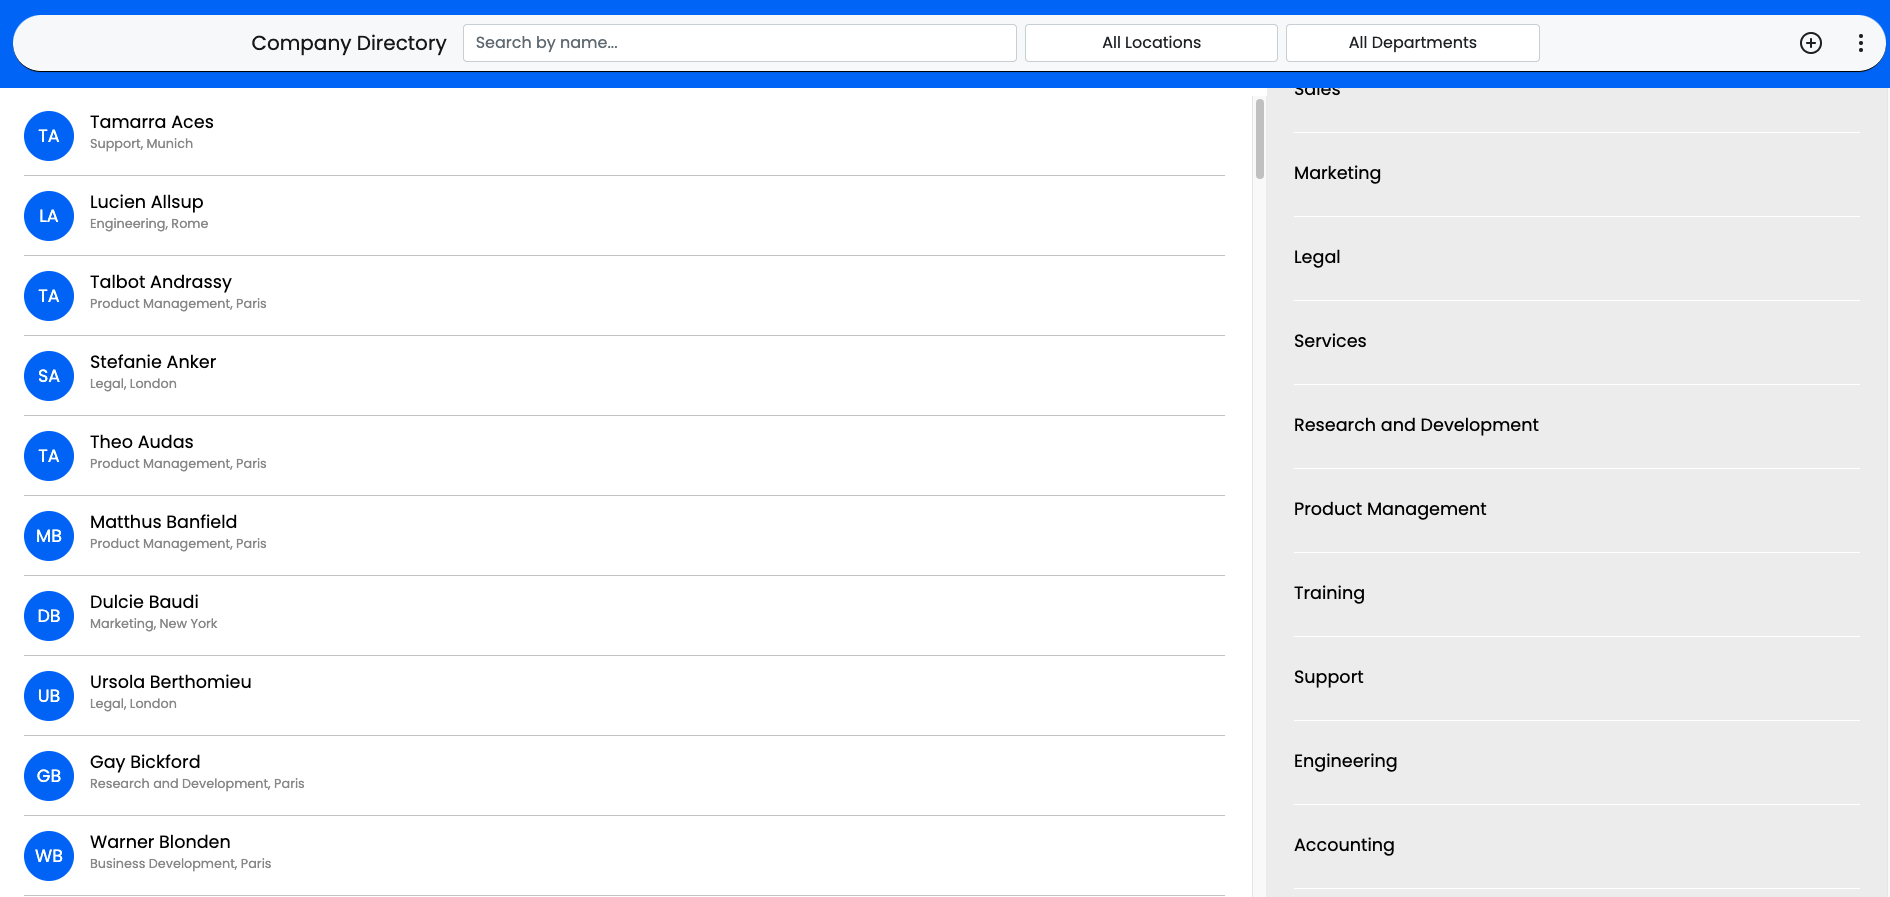 Company Directory
Search by name...
All Locations
All Departments
TA
Tamarra Aces
Support, Munich
LA
Lucien Allsup
Engineering, Rome
TA
Talbot Andrassy
Product Management, Paris
SA
Stefanie Anker
Legal, London
TA
Theo Audas
Product Management, Paris
MB
Matthus Banfield
Product Management, Paris
DB
Dulcie Baudi
Marketing, New York
UB
Ursola Berthomieu
Legal, London
GB
Gay Bickford
Research and Development, Paris
WB
Warner Blonden
Business Development, Paris
Sales
Marketing
Legal
Services
Research and Development
Product Management
Training
Support
Engineering
Accounting